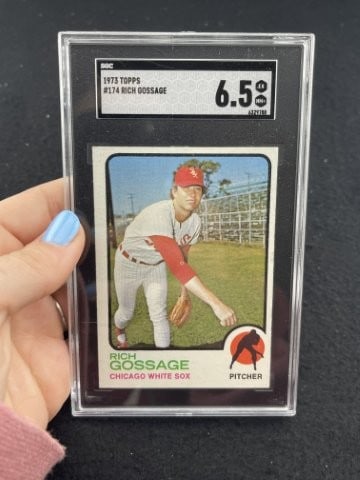 SGC
1973 TOPPS
#174 RICH GOSSAGE
6.5
EX
NM+
RICH
GOSSAGE
CHICAGO WHITE SOX
PITCHER